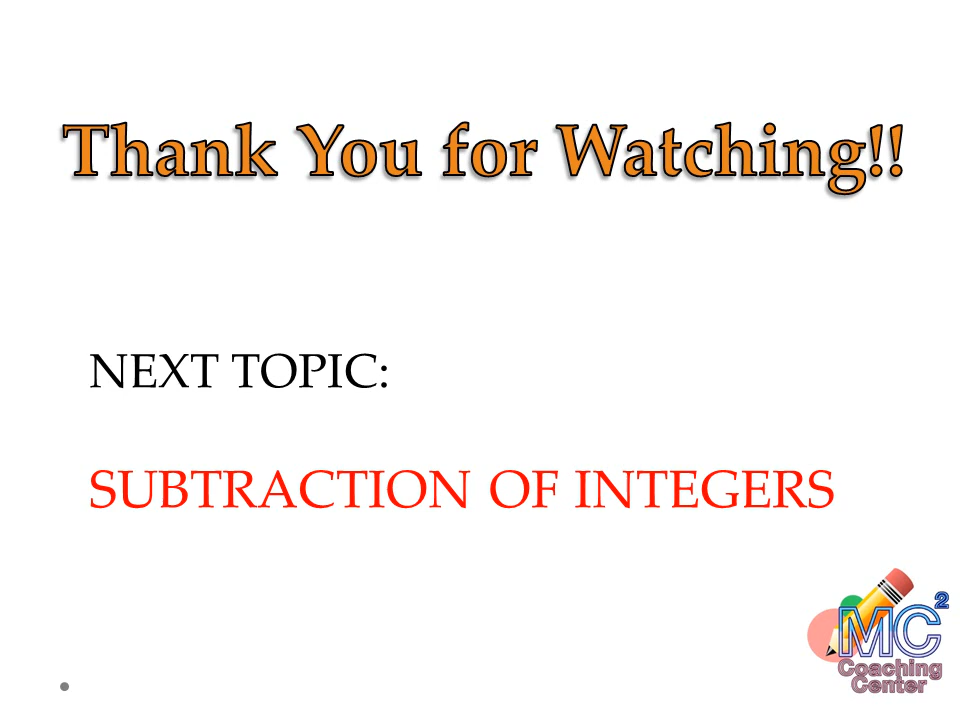 Thank You for Watching!!
NEXT TOPIC:
SUBTRACTION OF INTEGERS
MC²
Coaching
Center